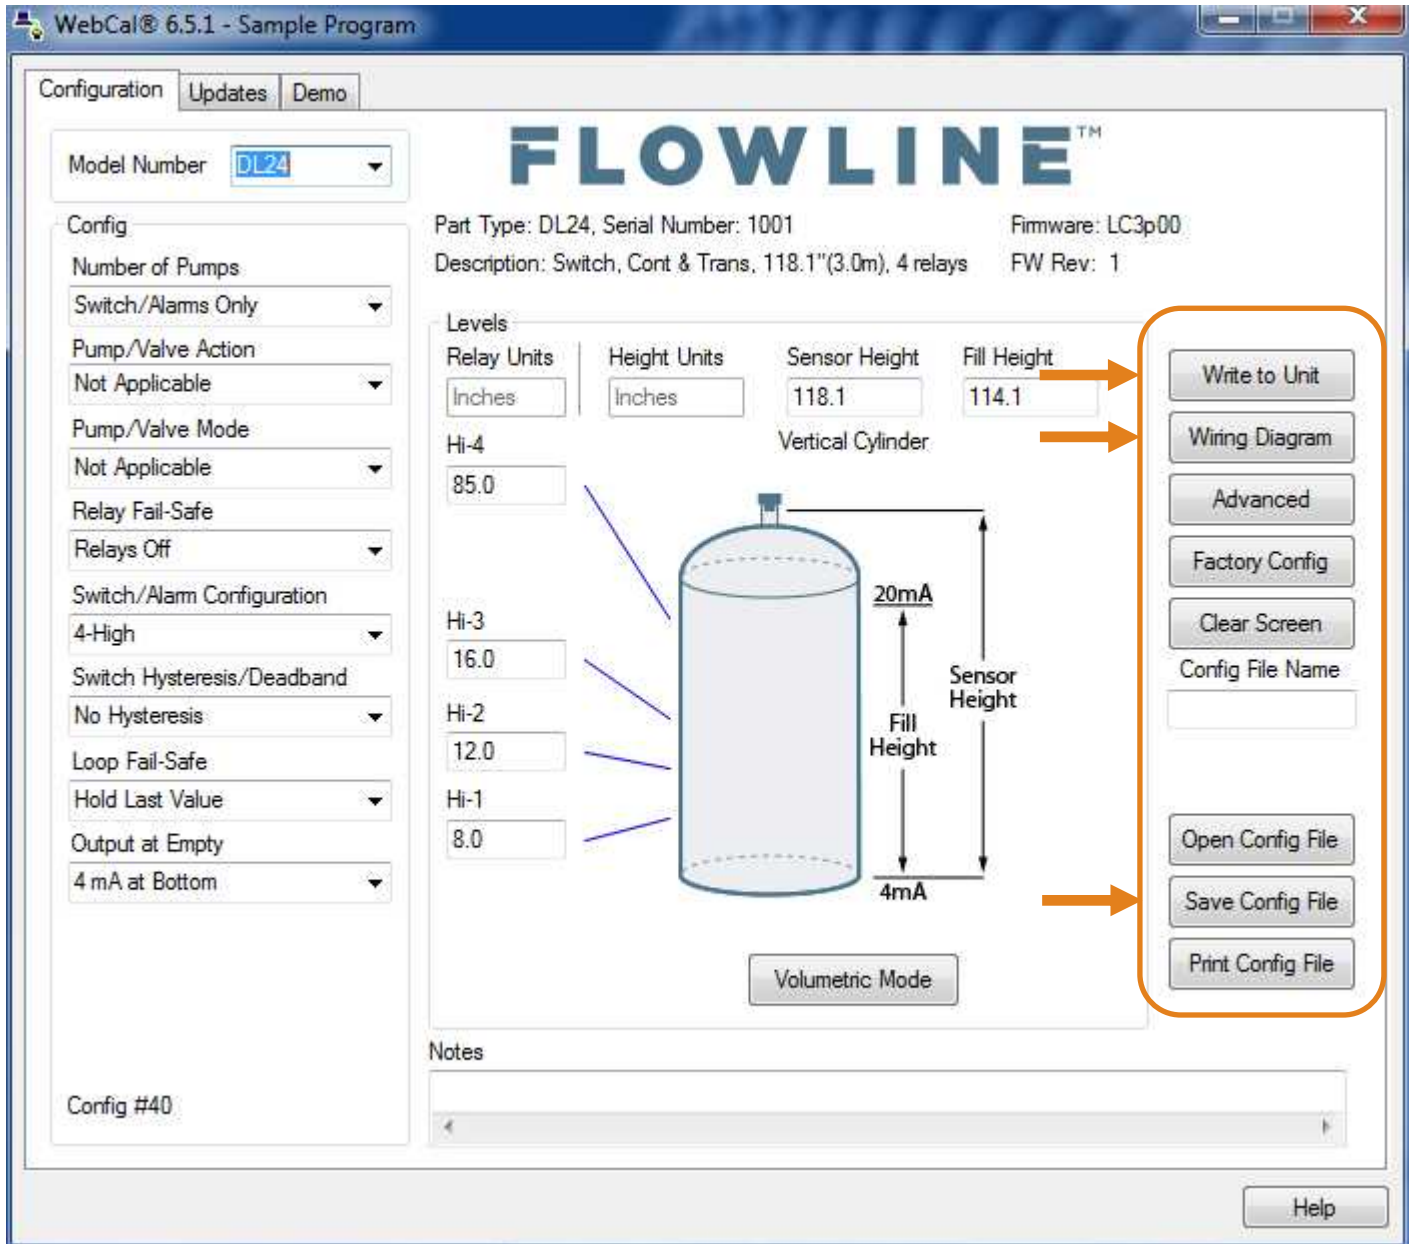 WebCal® 6.5.1 - Sample Program
X
Configuration Updates Demo
Model Number DL24
FLOWLINE™
Config
Part Type: DL24, Serial Number: 1001 Firmware: LC3p00
Description: Switch, Cont & Trans, 118.1"(3.0m), 4 relays FW Rev: 1
Number of Pumps
Switch/Alarms Only
Pump/Valve Action
Not Applicable
Pump/Valve Mode
Not Applicable
Relay Fail-Safe
Relays Off
Switch/Alarm Configuration
4-High
Switch Hysteresis/Deadband
No Hysteresis
Loop Fail-Safe
Hold Last Value
Output at Empty
4 mA at Bottom
Config #40
Levels
Relay Units Height Units Sensor Height Fill Height
Inches Inches 118.1 114.1
Vertical Cylinder
Hi-4
85.0
Hi-3
16.0
Hi-2
12.0
Hi-1
8.0
20mA
Sensor
Height
Fill
Height
4mA
Volumetric Mode
Write to Unit
Wiring Diagram
Advanced
Factory Config
Clear Screen
Config File Name
Open Config File
Save Config File
Print Config File
Notes
Help